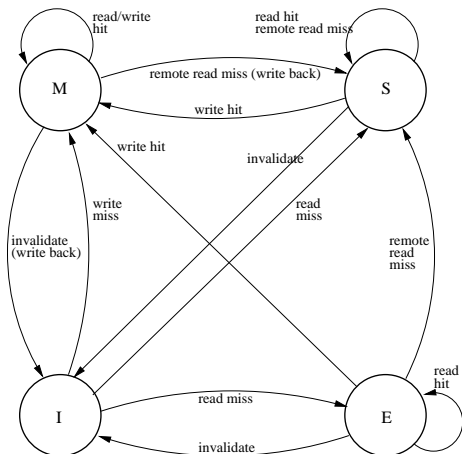 read/write
hit
read hit
remote read miss
M
remote read miss (write back)
S
write hit
write hit
invalidate
write
miss
read
miss
invalidate
(write back)
remote
read
miss
read
hit
I
read miss
E
invalidate